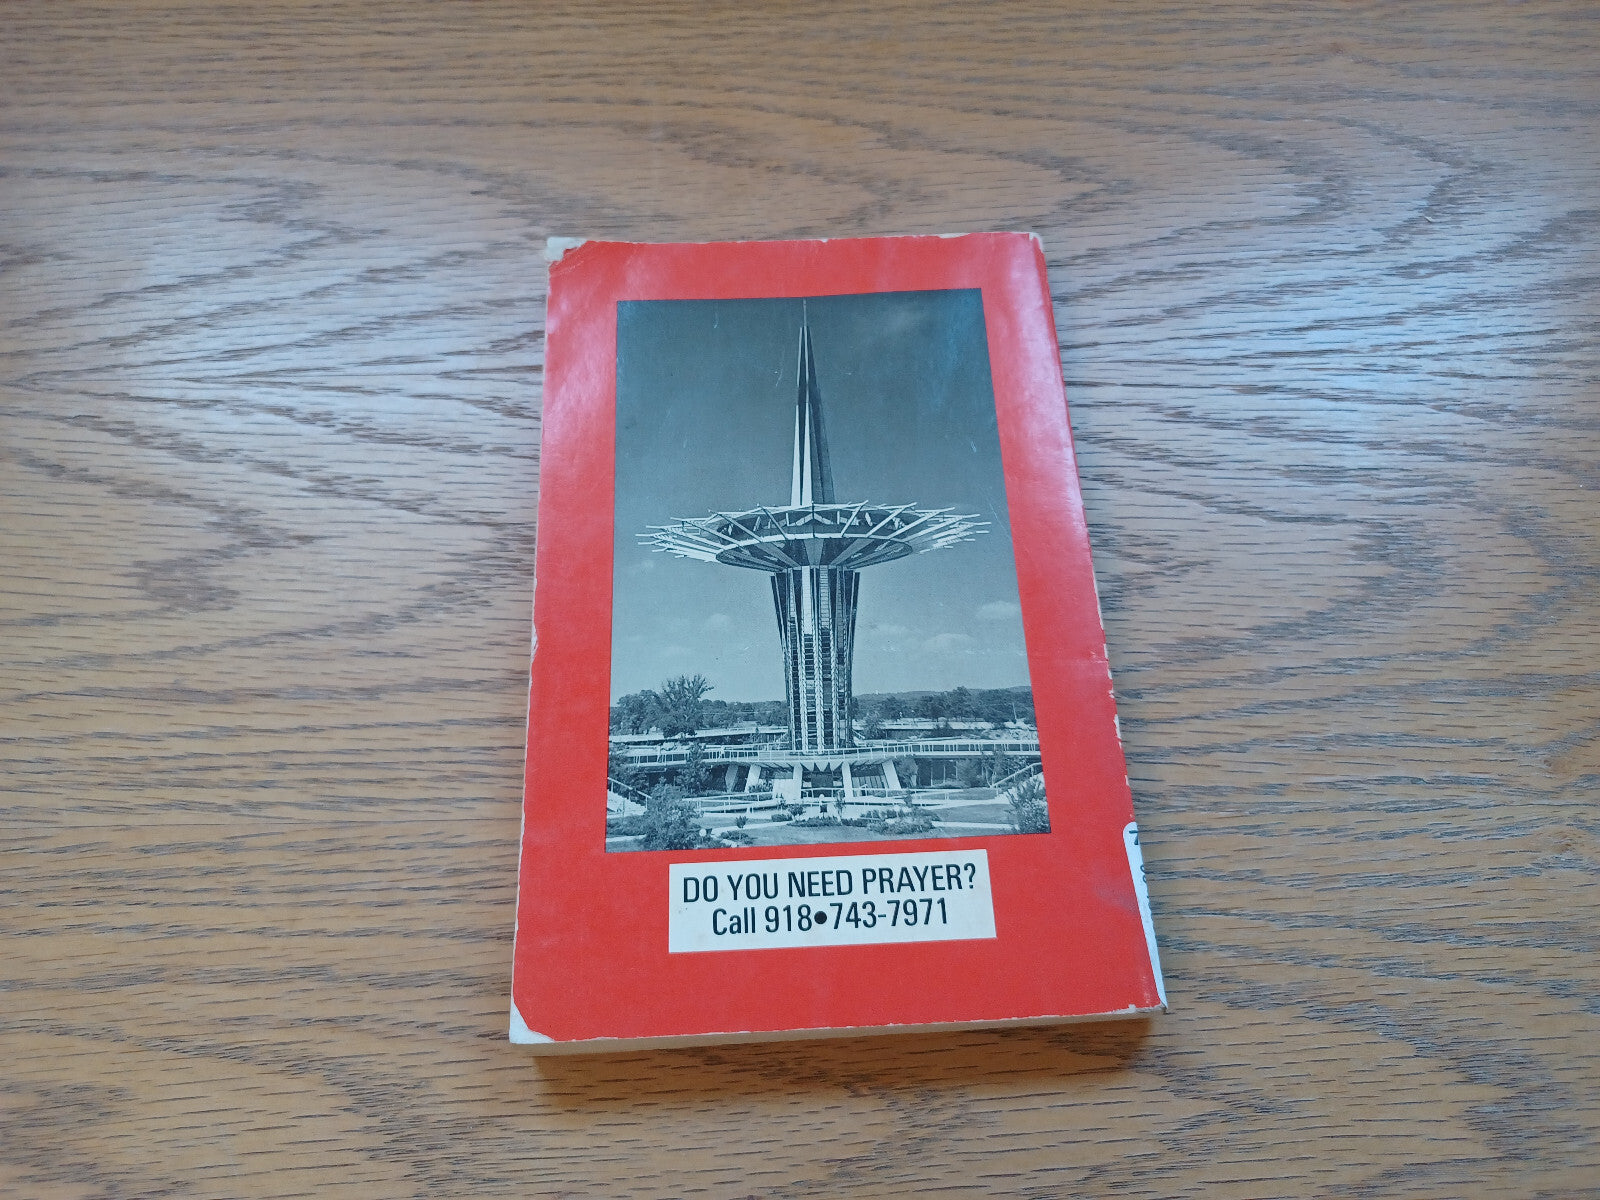 DO YOU NEED PRAYER?
Call 918•743-7971